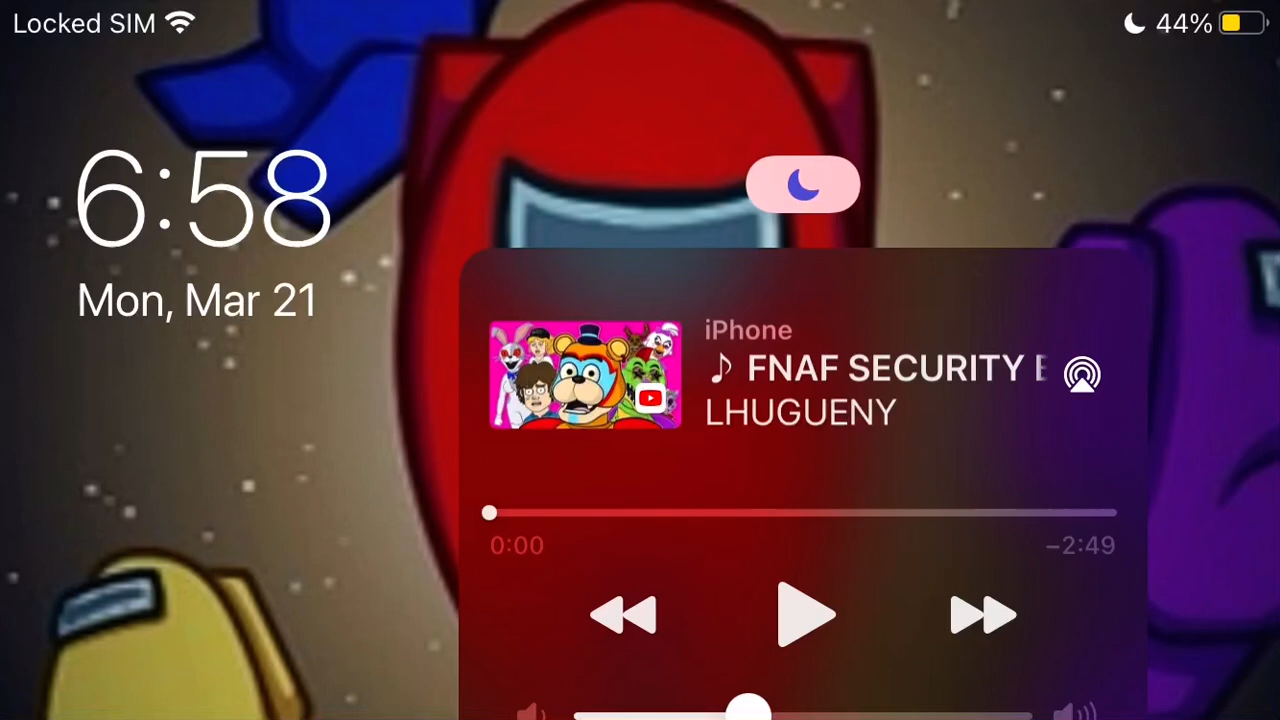 Locked SIM
44%
6:58
Mon, Mar 21
iPhone
♪ FNAF SECURITY
LHUGUENY
0:00
−2:49